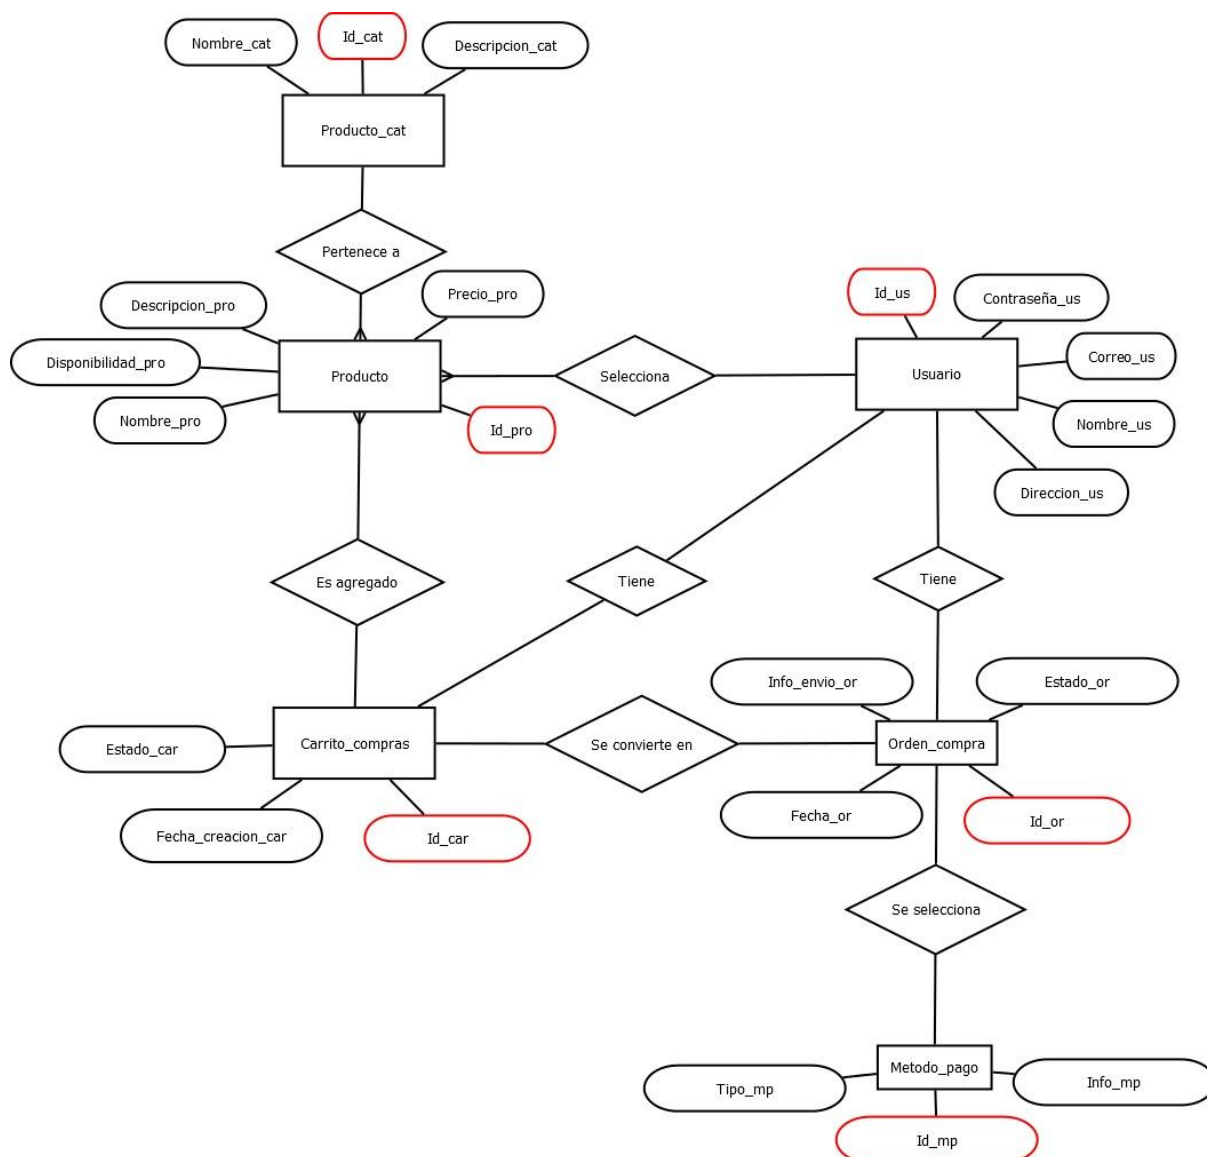 Nombre_cat
Id_cat
Descripcion_cat
Producto_cat
Pertenece a
Descripcion_pro
Precio_pro
Disponibilidad_pro
Producto
Nombre_pro
Id_pro
Selecciona
Id_us
Contraseña_us
Usuario
Correo_us
Nombre_us
Direccion_us
Es agregado
Tiene
Tiene
Info_envio_or
Estado_or
Estado_car
Carrito_compras
Se convierte en
Orden_compra
Fecha_creacion_car
Id_car
Fecha_or
Id_or
Se selecciona
Metodo_pago
Tipo_mp
Info_mp
Id_mp